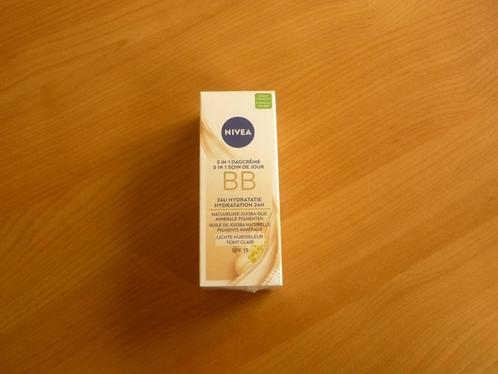 NIVEA
5 IN 1 DAGCRÈME
5 IN 1 SOIN DE JOUR
BB
24U HYDRATATIE
HYDRATATION 24H
NATUURLIJKE JOJOBA-OLIE
MINERALE PIGMENTEN
HUILE DE JOJOBA NATURELLE
PIGMENTS MINÉRAUX
LICHTE HUIDSKLEUR
TEINT CLAIR
SPF 15